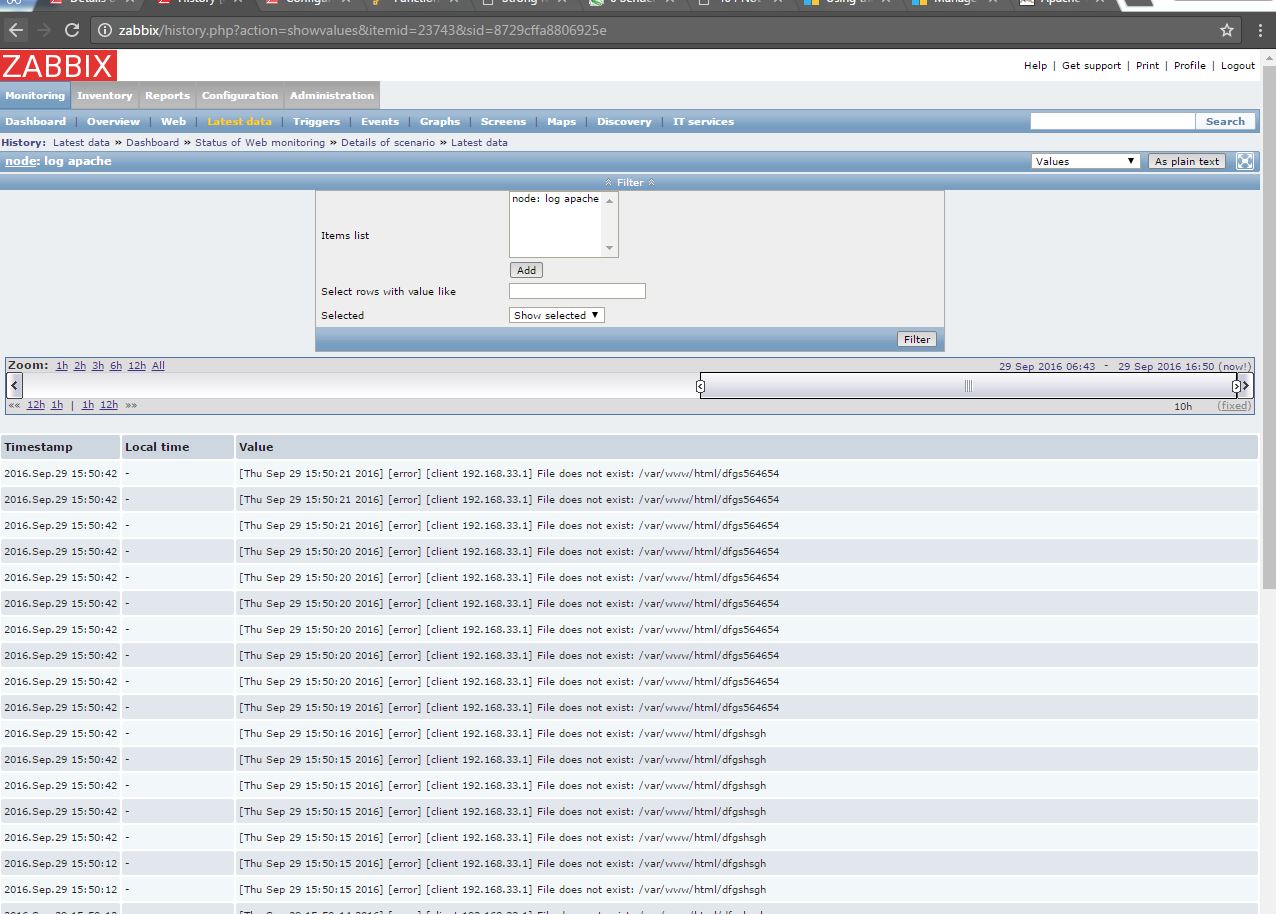 Details
History [
Configu
Function
Strong
Using th
Manage
Apache
zabbix/history.php?action=showvalues&itemid=23743&sid=8729cffa8806925e
ZABBIX
Help | Get support | Print | Profile | Logout
Monitoring Inventory Reports Configuration Administration
Dashboard | Overview | Web | Latest data | Triggers | Events | Graphs | Screens | Maps | Discovery | IT services Search
History: Latest data » Dashboard » Status of Web monitoring » Details of scenario » Latest data
node: log apache Values ▼ As plain text
Filter
node: log apache
Items list
Add
Select rows with value like
Selected Show selected ▼
Filter
Zoom: 1h 2h 3h 6h 12h All 29 Sep 2016 06:43 - 29 Sep 2016 16:50 (now!)
«« 12h 1h | 1h 12h »» 10h (fixed)
Timestamp Local time Value
2016.Sep.29 15:50:42 - [Thu Sep 29 15:50:21 2016] [error] [client 192.168.33.1] File does not exist: /var/www/html/dfgs564654
2016.Sep.29 15:50:42 - [Thu Sep 29 15:50:21 2016] [error] [client 192.168.33.1] File does not exist: /var/www/html/dfgs564654
2016.Sep.29 15:50:42 - [Thu Sep 29 15:50:21 2016] [error] [client 192.168.33.1] File does not exist: /var/www/html/dfgs564654
2016.Sep.29 15:50:42 - [Thu Sep 29 15:50:20 2016] [error] [client 192.168.33.1] File does not exist: /var/www/html/dfgs564654
2016.Sep.29 15:50:42 - [Thu Sep 29 15:50:20 2016] [error] [client 192.168.33.1] File does not exist: /var/www/html/dfgs564654
2016.Sep.29 15:50:42 - [Thu Sep 29 15:50:20 2016] [error] [client 192.168.33.1] File does not exist: /var/www/html/dfgs564654
2016.Sep.29 15:50:42 - [Thu Sep 29 15:50:20 2016] [error] [client 192.168.33.1] File does not exist: /var/www/html/dfgs564654
2016.Sep.29 15:50:42 - [Thu Sep 29 15:50:20 2016] [error] [client 192.168.33.1] File does not exist: /var/www/html/dfgs564654
2016.Sep.29 15:50:42 - [Thu Sep 29 15:50:20 2016] [error] [client 192.168.33.1] File does not exist: /var/www/html/dfgs564654
2016.Sep.29 15:50:42 - [Thu Sep 29 15:50:19 2016] [error] [client 192.168.33.1] File does not exist: /var/www/html/dfgs564654
2016.Sep.29 15:50:42 - [Thu Sep 29 15:50:16 2016] [error] [client 192.168.33.1] File does not exist: /var/www/html/dfgshsgh
2016.Sep.29 15:50:42 - [Thu Sep 29 15:50:15 2016] [error] [client 192.168.33.1] File does not exist: /var/www/html/dfgshsgh
2016.Sep.29 15:50:42 - [Thu Sep 29 15:50:15 2016] [error] [client 192.168.33.1] File does not exist: /var/www/html/dfgshsgh
2016.Sep.29 15:50:42 - [Thu Sep 29 15:50:15 2016] [error] [client 192.168.33.1] File does not exist: /var/www/html/dfgshsgh
2016.Sep.29 15:50:42 - [Thu Sep 29 15:50:15 2016] [error] [client 192.168.33.1] File does not exist: /var/www/html/dfgshsgh
2016.Sep.29 15:50:12 - [Thu Sep 29 15:50:15 2016] [error] [client 192.168.33.1] File does not exist: /var/www/html/dfgshsgh
2016.Sep.29 15:50:12 - [Thu Sep 29 15:50:15 2016] [error] [client 192.168.33.1] File does not exist: /var/www/html/dfgshsgh